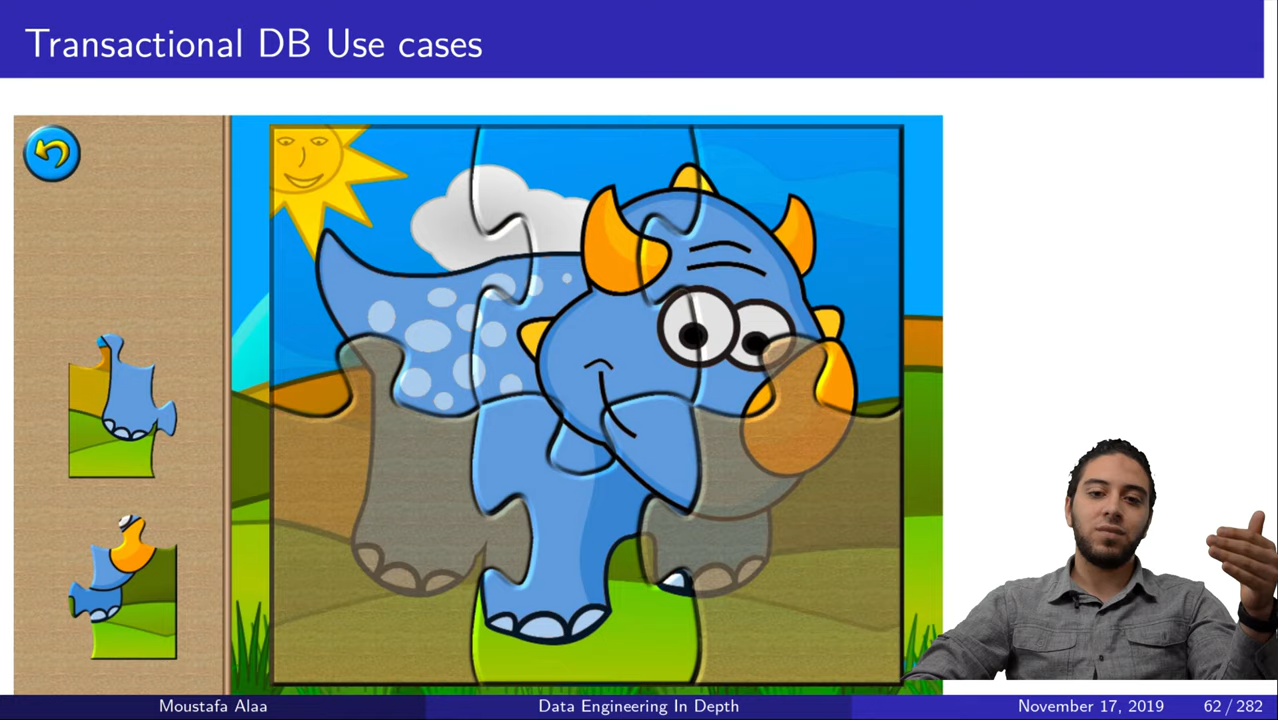 Transactional DB Use cases
Moustafa Alaa
Data Engineering In Depth
November 17, 2019
62 / 282